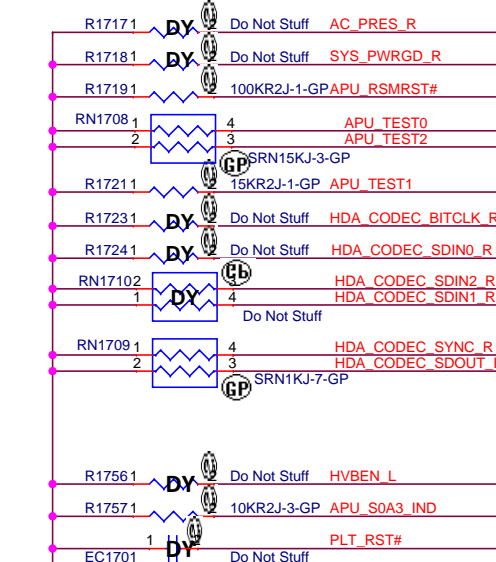 R1717 1 DY 2 Do Not Stuff AC_PRES_R
R1718 1 DY 2 Do Not Stuff SYS_PWRGD_R
R1719 1 2 100KR2J-1-GP APU_RSMRST#
RN1708 1 4 APU_TEST0
2 3 APU_TEST2
GP SRN15KJ-3-GP
R1721 1 2 15KR2J-1-GP APU_TEST1
R1723 1 DY 2 Do Not Stuff HDA_CODEC_BITCLK_R
R1724 1 DY 2 Do Not Stuff HDA_CODEC_SDIN0_R
RN1710 2 3 HDA_CODEC_SDIN2_R
1 DY 4 HDA_CODEC_SDIN1_R
Do Not Stuff
RN1709 1 4 HDA_CODEC_SYNC_R
2 3 HDA_CODEC_SDOUT_
GP SRN1KJ-7-GP
R1756 1 DY 2 Do Not Stuff HVBEN_L
R1757 1 2 10KR2J-3-GP APU_S0A3_IND
1 DY 2 PLT_RST#
EC1701 Do Not Stuff